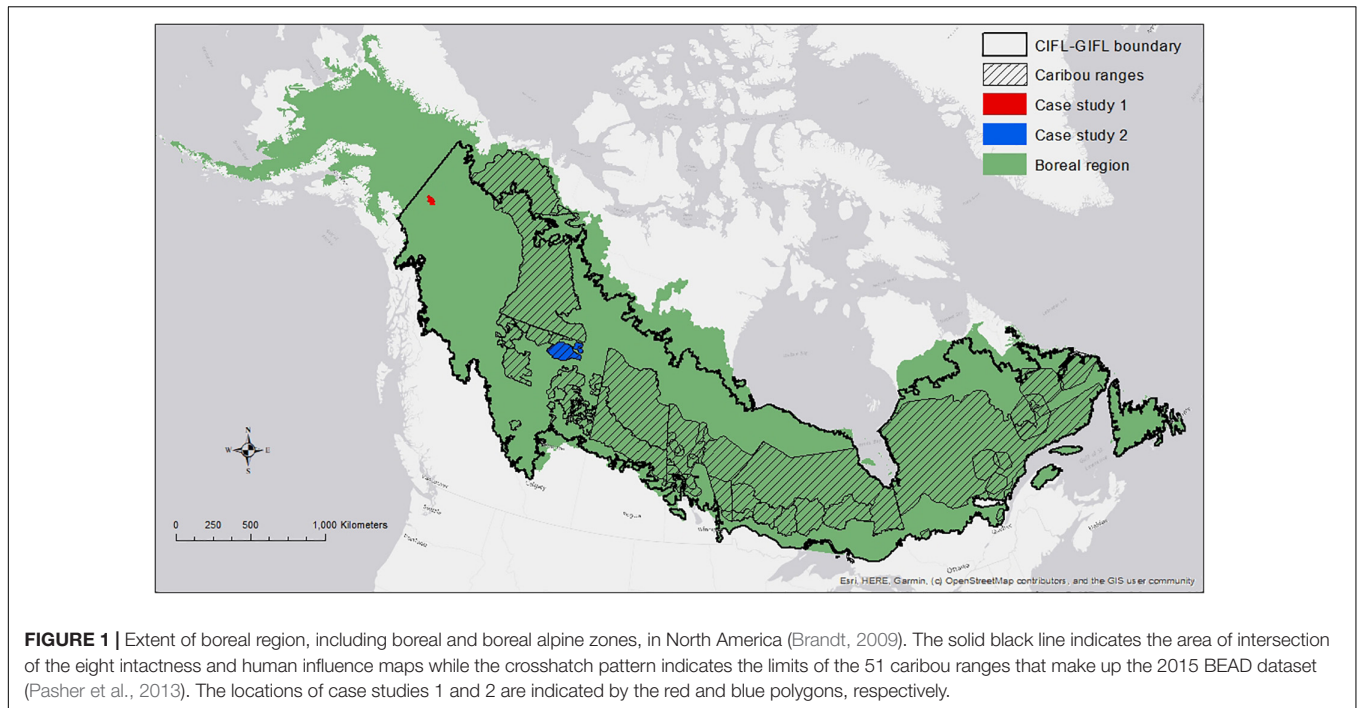 CIFL-GIFL boundary
Caribou ranges
Case study 1
Case study 2
Boreal region
N
W E
S
0 250 500 1,000 Kilometers
Calgary
Ottawa
Esri, HERE, Garmin, (c) OpenStreetMap contributors, and the GIS user community
FIGURE 1 | Extent of boreal region, including boreal and boreal alpine zones, in North America (Brandt, 2009). The solid black line indicates the area of intersection
of the eight intactness and human influence maps while the crosshatch pattern indicates the limits of the 51 caribou ranges that make up the 2015 BEAD dataset
(Pasher et al., 2013). The locations of case studies 1 and 2 are indicated by the red and blue polygons, respectively.